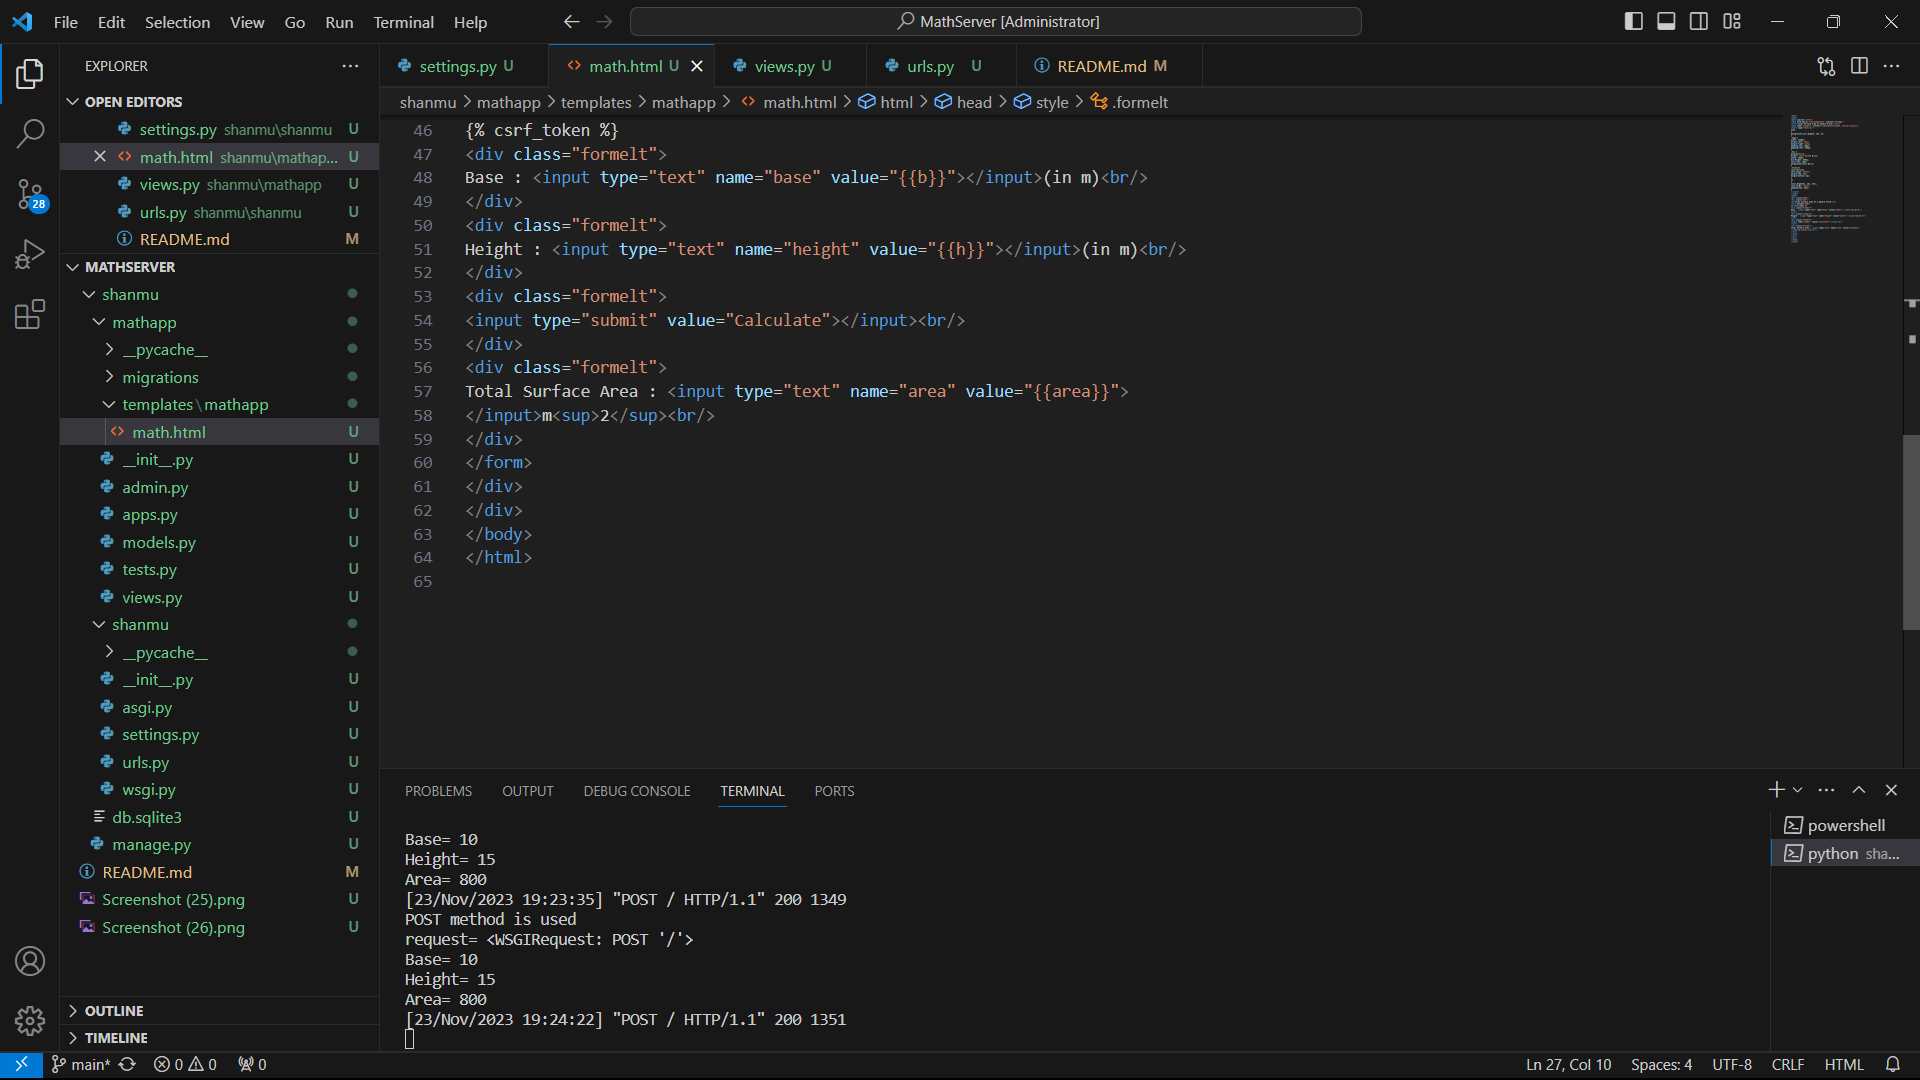 File Edit Selection View Go Run Terminal Help
MathServer [Administrator]
EXPLORER
OPEN EDITORS
settings.py shanmu\shanmu U
math.html shanmu\mathap... U
views.py shanmu\mathapp U
urls.py shanmu\shanmu U
README.md M
MATHSERVER
shanmu
mathapp
__pycache__
migrations
templates\mathapp
math.html U
__init__.py U
admin.py U
apps.py U
models.py U
tests.py U
views.py U
shanmu
__pycache__
__init__.py U
asgi.py U
settings.py U
urls.py U
wsgi.py U
db.sqlite3 U
manage.py U
README.md M
Screenshot (25).png U
Screenshot (26).png U
OUTLINE
TIMELINE
28
settings.py U math.html U views.py U urls.py U README.md M
shanmu > mathapp > templates > mathapp > math.html > html > head > style > .formelt
46 {% csrf_token %}
47 <div class="formelt">
48 Base : <input type="text" name="base" value="{{b}}"></input>(in m)<br/>
49 </div>
50 <div class="formelt">
51 Height : <input type="text" name="height" value="{{h}}"></input>(in m)<br/>
52 </div>
53 <div class="formelt">
54 <input type="submit" value="Calculate"></input><br/>
55 </div>
56 <div class="formelt">
57 Total Surface Area : <input type="text" name="area" value="{{area}}">
58 </input>m<sup>2</sup><br/>
59 </div>
60 </form>
61 </div>
62 </div>
63 </body>
64 </html>
65
PROBLEMS OUTPUT DEBUG CONSOLE TERMINAL PORTS
Base= 10
Height= 15
Area= 800
[23/Nov/2023 19:23:35] "POST / HTTP/1.1" 200 1349
POST method is used
request= <WSGIRequest: POST '/'>
Base= 10
Height= 15
Area= 800
[23/Nov/2023 19:24:22] "POST / HTTP/1.1" 200 1351
powershell
python sha...
main* 0 0 0
Ln 27, Col 10 Spaces: 4 UTF-8 CRLF HTML